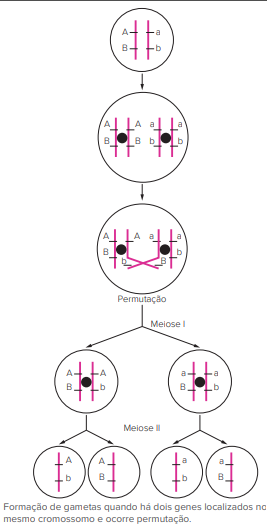 A a
B b
A A a a
B B b b
A A a a
B b B b
Permutação
Meiose I
A A a a
B b B b
Meiose II
A A a a
b B b B
Formação de gametas quando há dois genes localizados no
mesmo cromossomo e ocorre permutação.